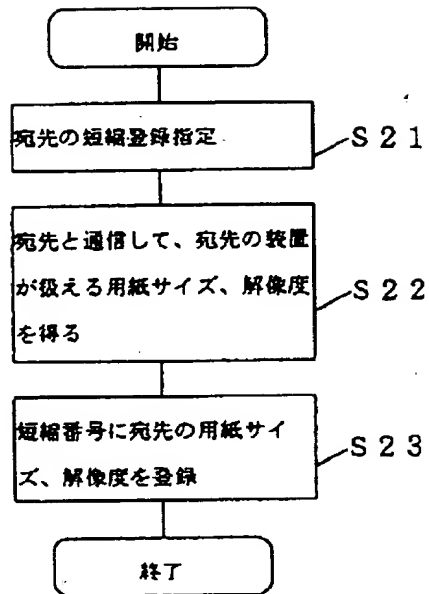 開始
宛先の短縮登録指定
S21
宛先と通信して、宛先の装置
が扱える用紙サイズ、解像度
を得る
S22
短縮番号に宛先の用紙サイ
ズ、解像度を登録
S23
終了